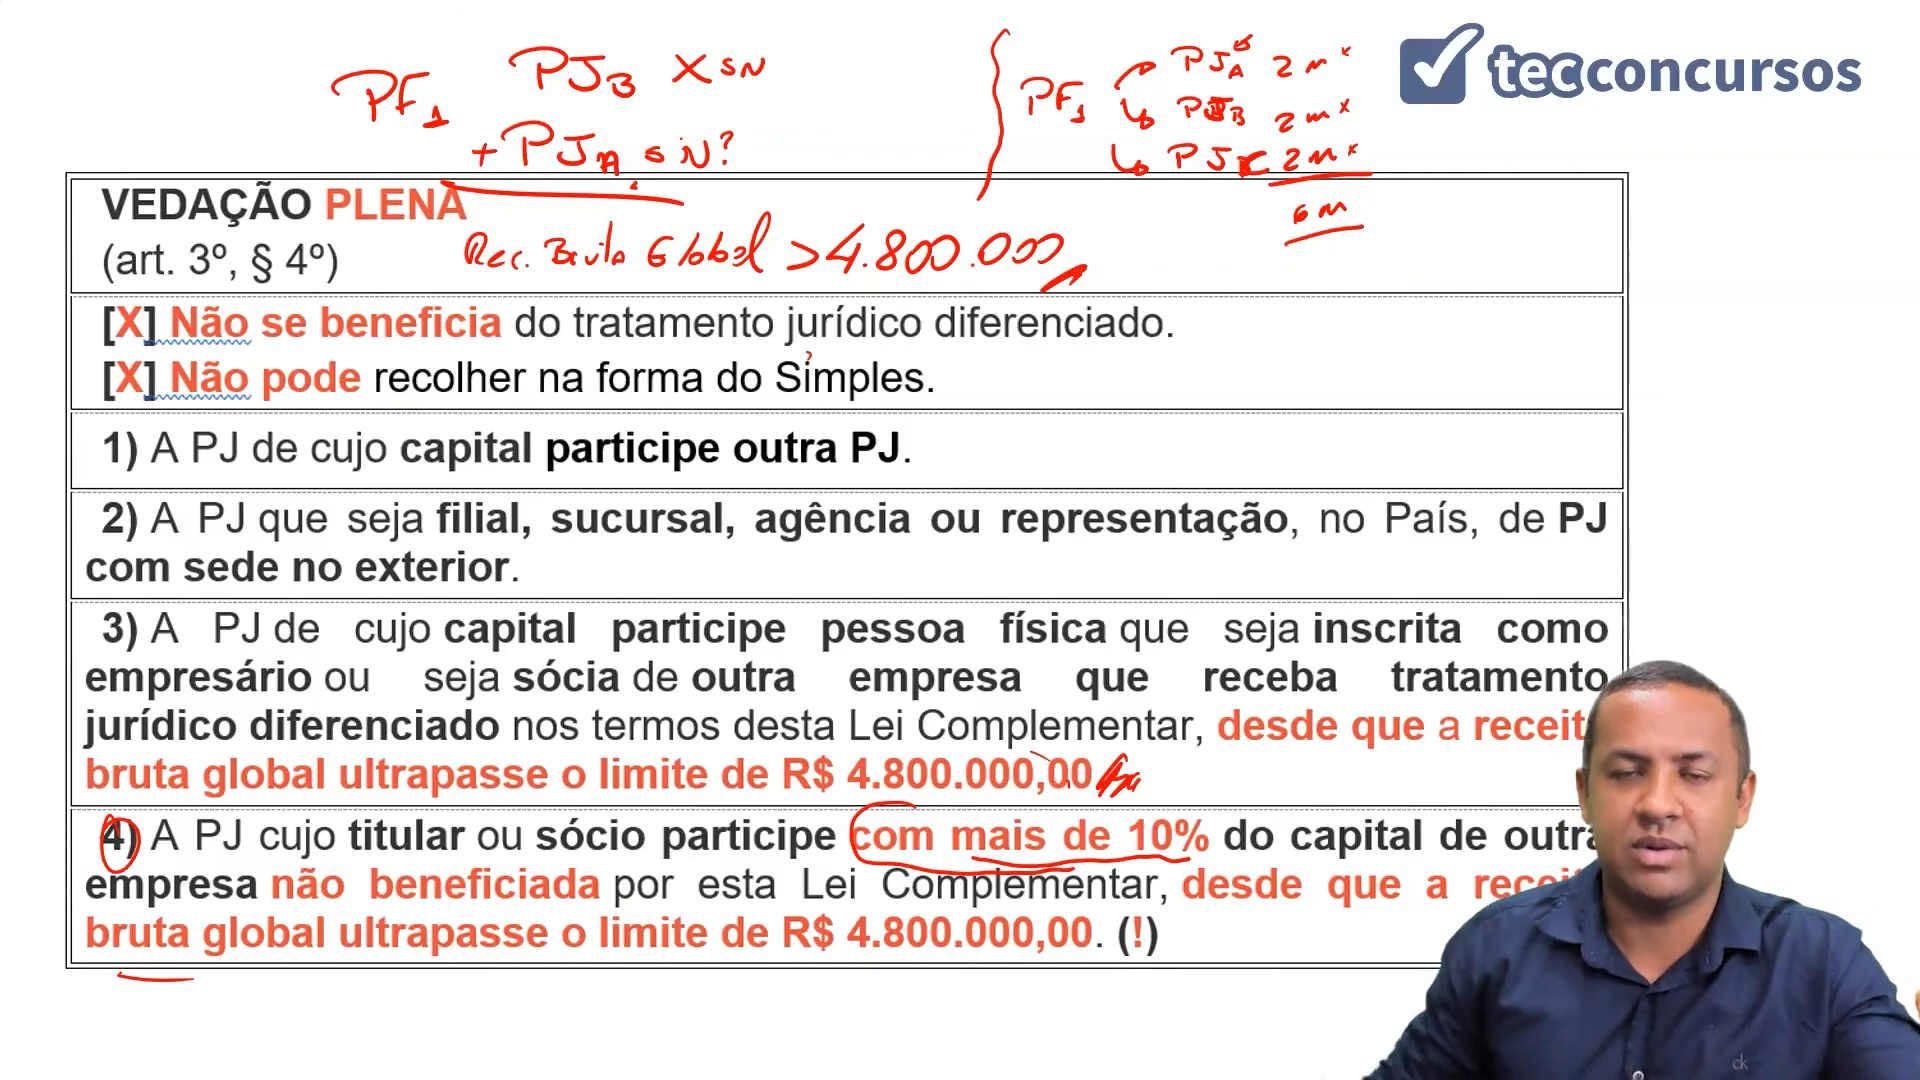 PF1 PJB X SN
+ PJA SN?
PF1 PJA 2m x
PJB 2m x
PJC 2m x
6m
tecconcursos
VEDAÇÃO PLENA
(art. 3º, § 4º)
Rec. Bruta Global > 4.800.000
[X] Não se beneficia do tratamento jurídico diferenciado.
[X] Não pode recolher na forma do Simples.
1) A PJ de cujo capital participe outra PJ.
2) A PJ que seja filial, sucursal, agência ou representação, no País, de PJ
com sede no exterior.
3) A PJ de cujo capital participe pessoa física que seja inscrita como
empresário ou seja sócia de outra empresa que receba tratamento
jurídico diferenciado nos termos desta Lei Complementar, desde que a receit
bruta global ultrapasse o limite de R$ 4.800.000,00
4) A PJ cujo titular ou sócio participe com mais de 10% do capital de outra
empresa não beneficiada por esta Lei Complementar, desde que a receit
bruta global ultrapasse o limite de R$ 4.800.000,00. (!)
ck